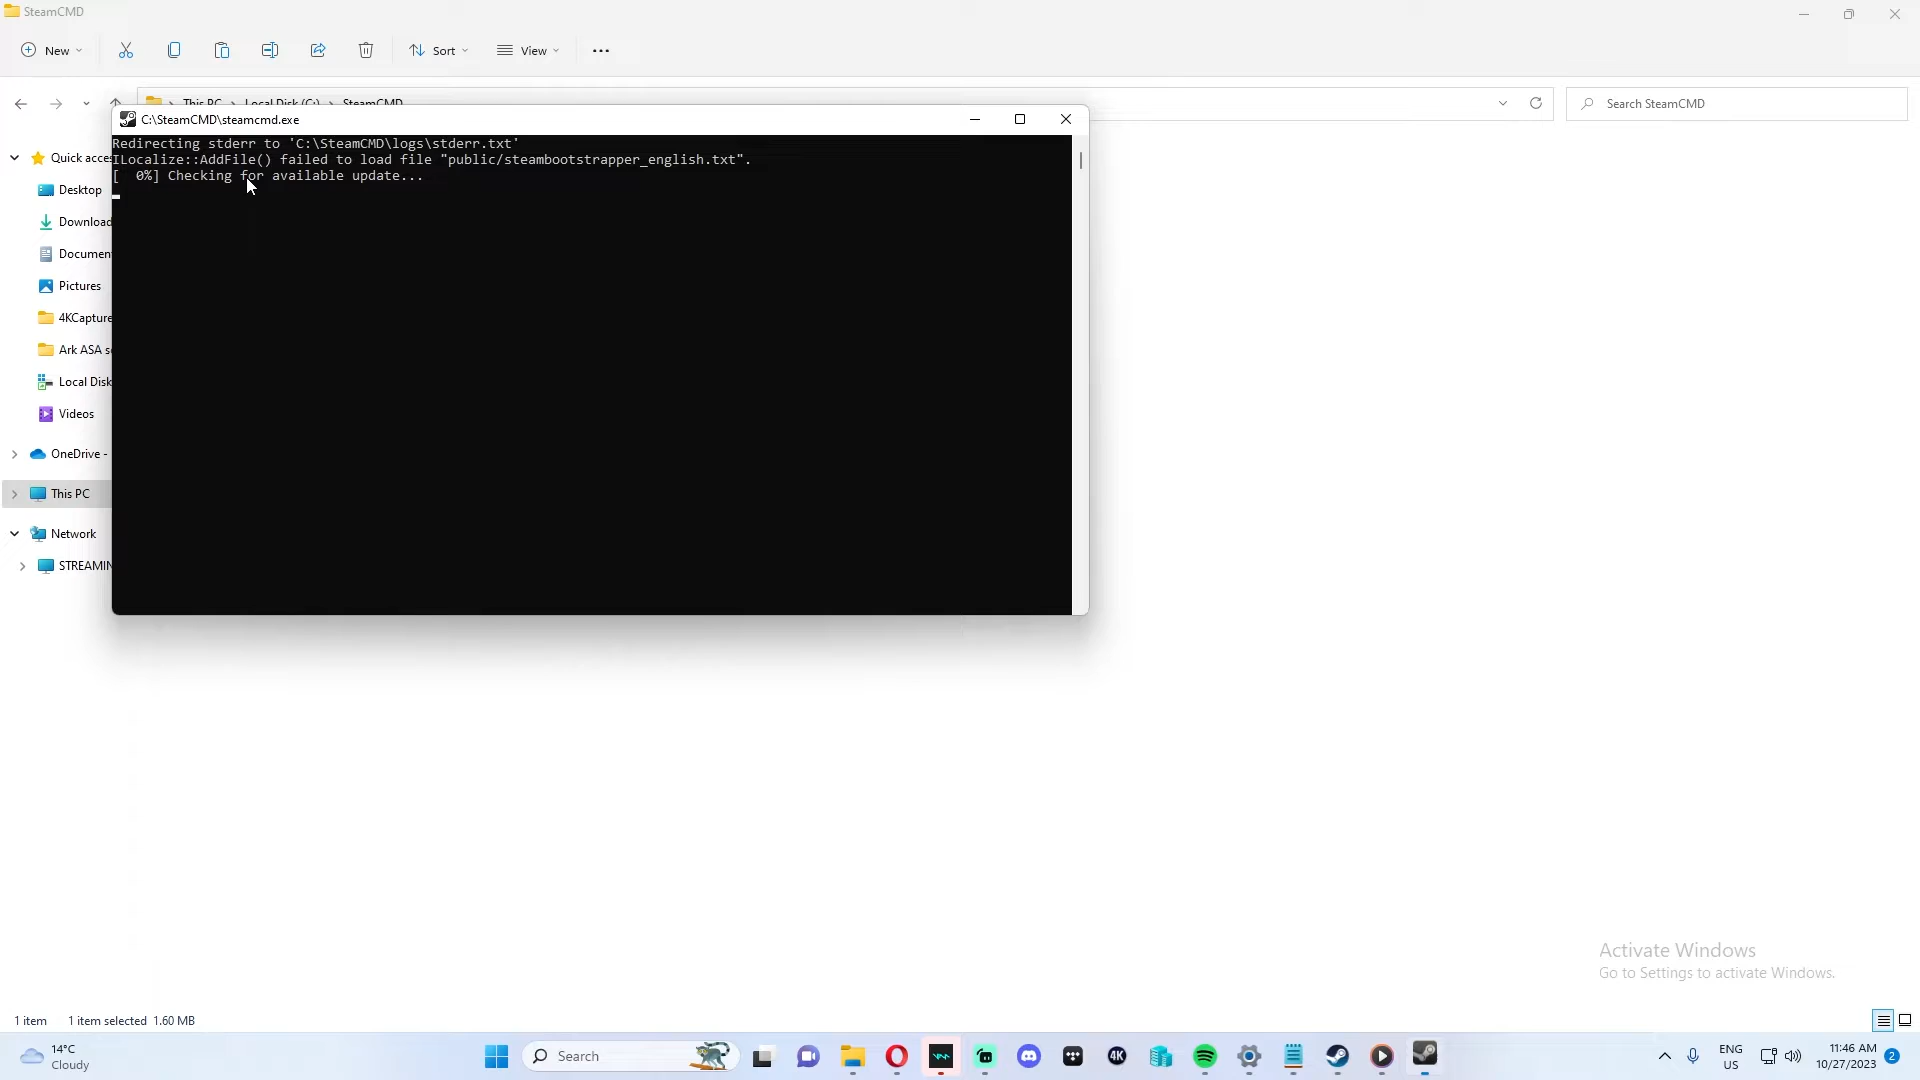 SteamCMD
New
Sort
View
This PC > Local Disk (C:) > SteamCMD
Search SteamCMD
C:\SteamCMD\steamcmd.exe
Redirecting stderr to 'C:\SteamCMD\logs\stderr.txt'
ILocalize::AddFile() failed to load file "public/steambootstrapper_english.txt".
[  0%] Checking for available update...
Quick acces
Desktop
Download
Documen
Pictures
4KCapture
Ark ASA s
Local Disk
Videos
OneDrive -
This PC
Network
STREAMIN
Activate Windows
Go to Settings to activate Windows.
1 item
1 item selected 1.60 MB
14°C
Cloudy
Search
4K
ENG
US
11:46 AM
10/27/2023
2